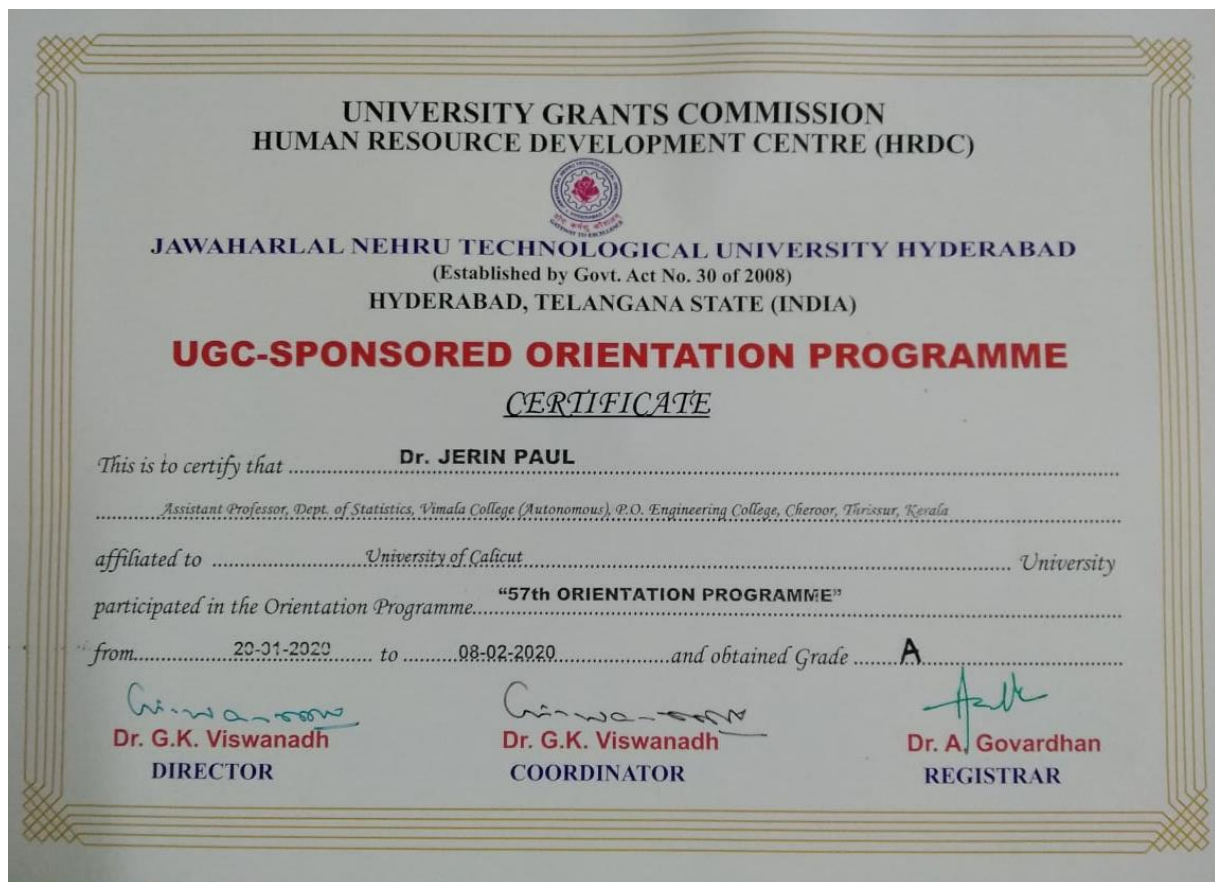 UNIVERSITY GRANTS COMMISSION
HUMAN RESOURCE DEVELOPMENT CENTRE (HRDC)
JAWAHARLAL NEHRU TECHNOLOGICAL UNIVERSITY HYDERABAD
(Established by Govt. Act No. 30 of 2008)
HYDERABAD, TELANGANA STATE (INDIA)
UGC-SPONSORED ORIENTATION PROGRAMME
CERTIFICATE
This is to certify that Dr. JERIN PAUL
Assistant Professor, Dept. of Statistics, Vimala College (Autonomous), P.O. Engineering College, Cheroor, Thrissur, Kerala
affiliated to University of Calicut University
participated in the Orientation Programme "57th ORIENTATION PROGRAMME"
from 20-01-2020 to 08-02-2020 and obtained Grade A
Dr. G.K. Viswanadh Dr. G.K. Viswanadh Dr. A. Govardhan
DIRECTOR COORDINATOR REGISTRAR